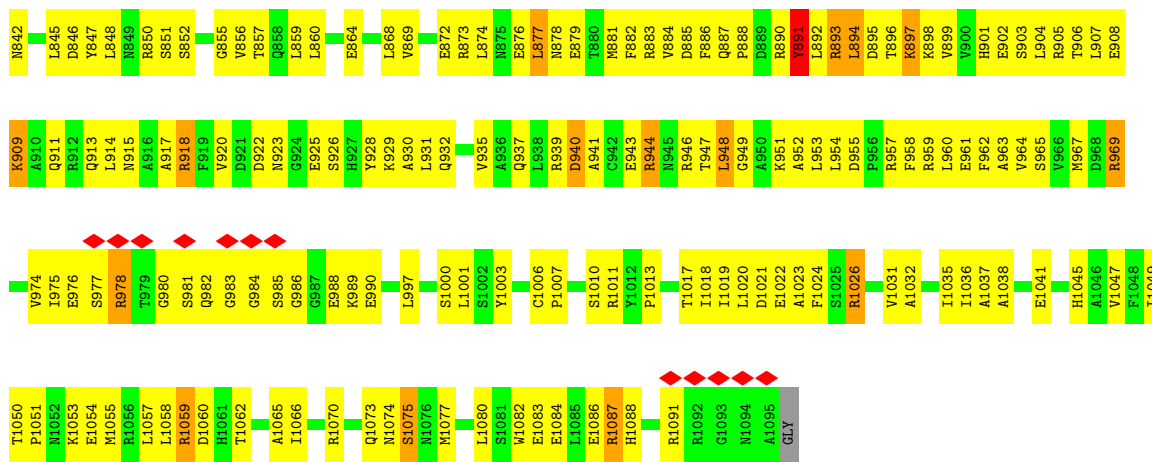 N842 L845 D846 Y847 L848 N849 R850 S851 S852 G855 V856 T857 Q858 L859 L860 E864 L868 V869 E872 R873 L874 N875 E876 L877 N878 E879 T880 M881 F882 R883 V884 D885 F886 Q887 P888 D889 R890 Y891 L892 R893 L894 D895 T896 K897 K898 V899 V900 H901 E902 S903 L904 R905 T906 L907 E908
K909 A910 Q911 R912 Q913 L914 N915 A916 A917 R918 F919 V920 D921 D922 N923 G924 E925 S926 H927 Y928 K929 A930 L931 Q932 V935 A936 Q937 L938 R939 D940 A941 C942 E943 R944 N945 R946 T947 L948 G949 A950 K951 A952 L953 L954 D955 P956 R957 F958 R959 L960 E961 F962 A963 V964 S965 V966 M967 D968 R969
V974 I975 E976 S977 R978 T979 G980 S981 Q982 G983 G984 S985 G986 G987 E988 K989 E990 L997 S1000 L1001 S1002 Y1003 C1006 P1007 S1010 R1011 Y1012 P1013 T1017 I1018 I1019 L1020 D1021 E1022 A1023 F1024 S1025 R1026 V1031 A1032 I1035 I1036 A1037 A1038 E1041 H1045 A1046 V1047 F1048 I1049
T1050 P1051 N1052 K1053 E1054 M1055 R1056 L1057 L1058 R1059 D1060 H1061 T1062 A1065 I1066 R1070 Q1073 N1074 S1075 N1076 M1077 L1080 S1081 W1082 E1083 E1084 L1085 E1086 R1087 H1088 R1091 R1092 G1093 N1094 A1095 GLY